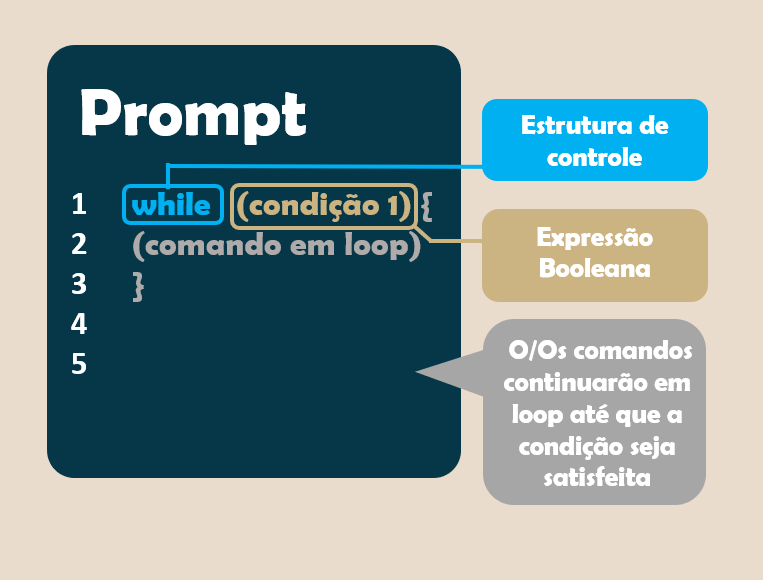 Prompt
1 while (condição 1){
2 (comando em loop)
3 }
4
5
Estrutura de
controle
Expressão
Booleana
O/Os comandos
continuarão em
loop até que a
condição seja
satisfeita